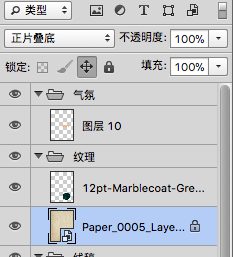 类型
正片叠底 不透明度: 100%
锁定: 填充: 100%
气氛
图层 10
纹理
12pt-Marblecoat-Gre...
Paper_0005_Laye...